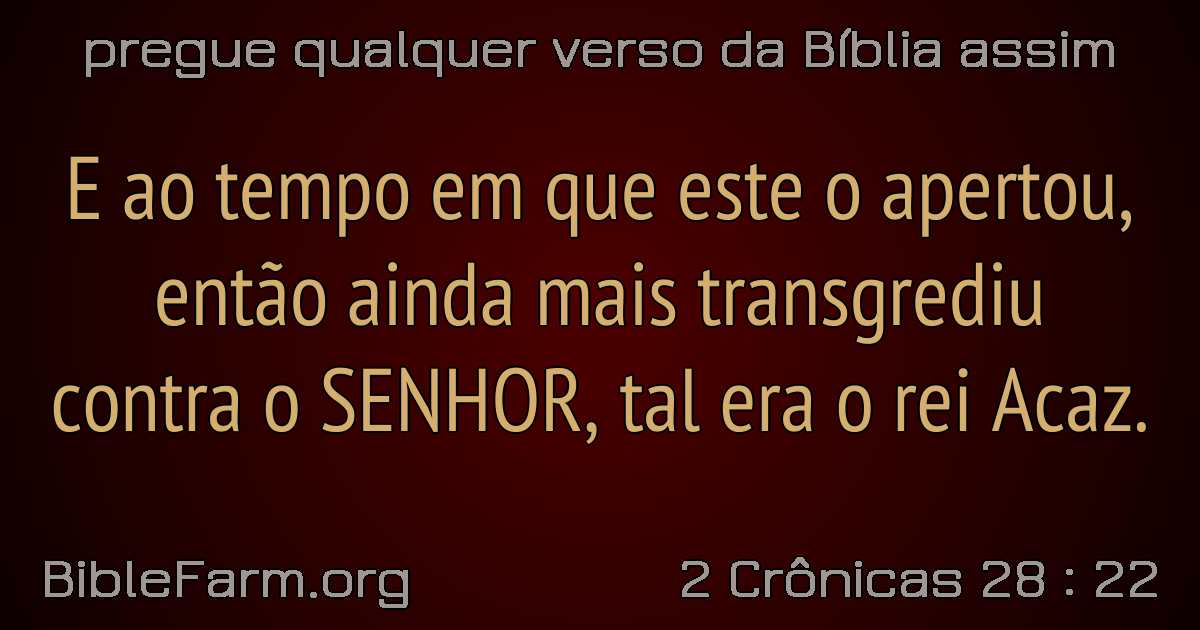 pregue qualquer verso da Bíblia assim
E ao tempo em que este o apertou,
então ainda mais transgrediu
contra o SENHOR, tal era o rei Acaz.
BibleFarm.org
2 Crônicas 28 : 22